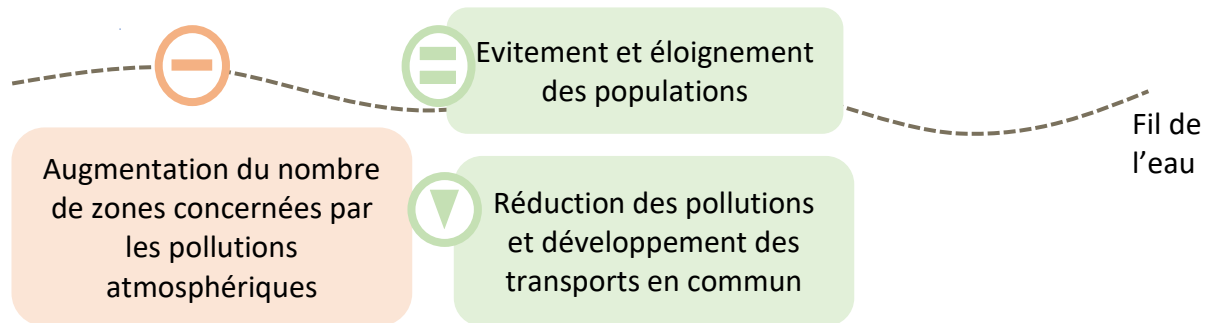 Evitement et éloignement
des populations
Fil de
l’eau
Augmentation du nombre
de zones concernées par
les pollutions
atmosphériques
Réduction des pollutions
et développement des
transports en commun